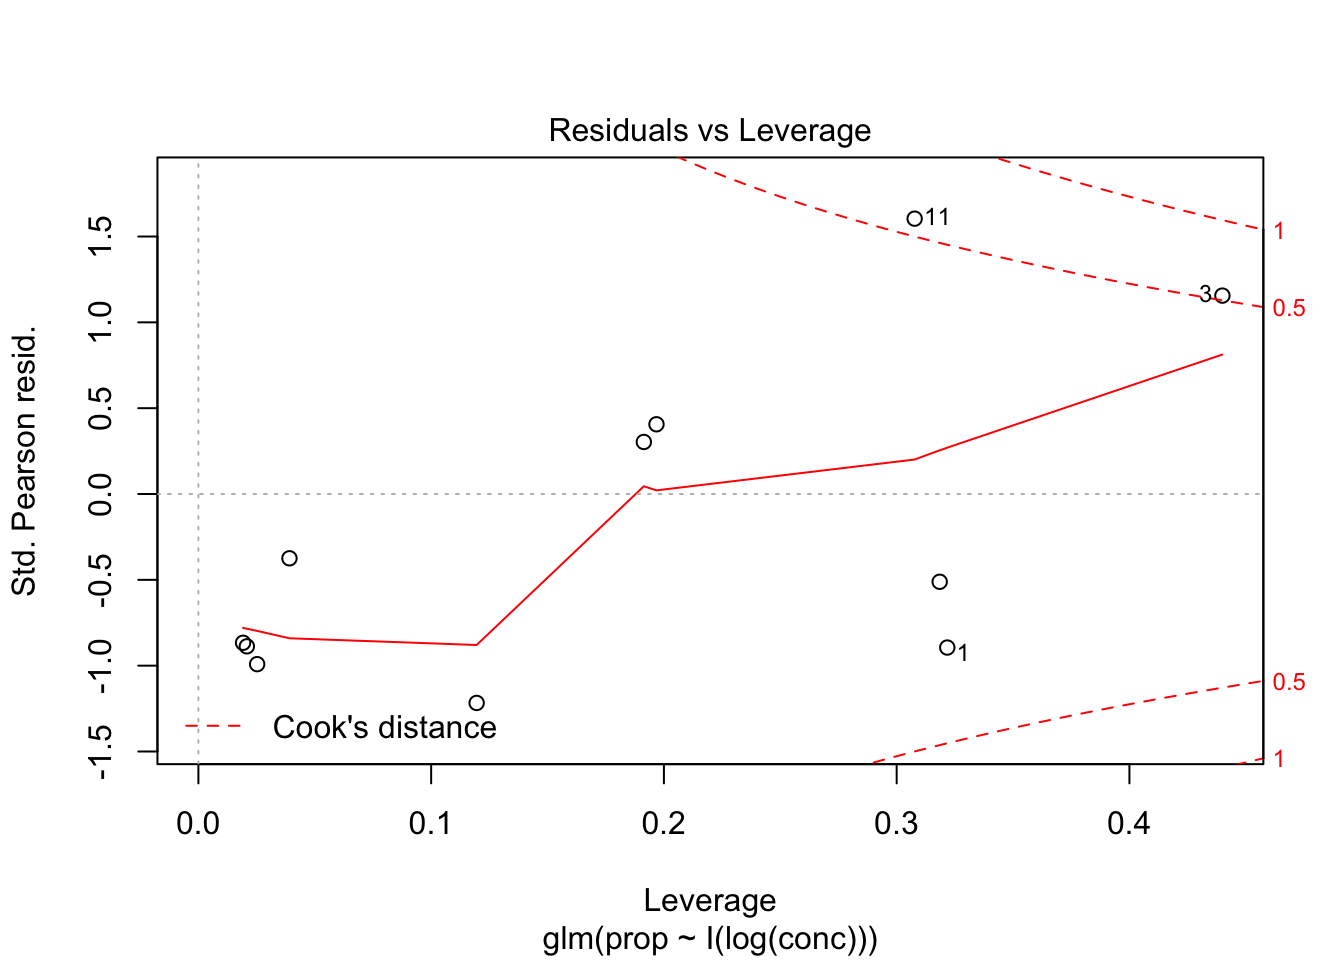 Residuals vs Leverage
Std. Pearson resid.
1.5
1.0
0.5
0.0
-0.5
-1.0
-1.5
11
3
1
1
0.5
0.5
1
Cook's distance
0.0 0.1 0.2 0.3 0.4
Leverage
glm(prop ~ I(log(conc)))